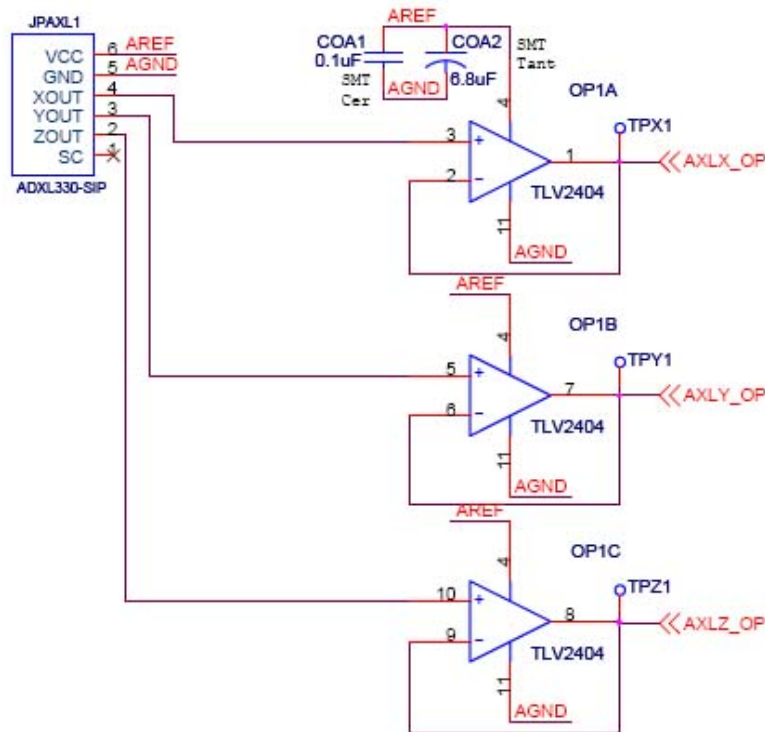 JPAXL1
VCC 6 AREF
GND 5 AGND
XOUT 4
YOUT 3
ZOUT 2
SC 1
ADXL330-SIP
AREF
COA1
0.1uF
SMT
Cer
COA2
6.8uF
SMT
Tant
AGND
OP1A
4
3 +
2 −
1
11
TLV2404
AGND
TPX1
AXLX_OP
AREF
OP1B
4
5 +
6 −
7
11
TLV2404
AGND
TPY1
AXLY_OP
AREF
OP1C
4
10 +
9 −
8
11
TLV2404
AGND
TPZ1
AXLZ_OP